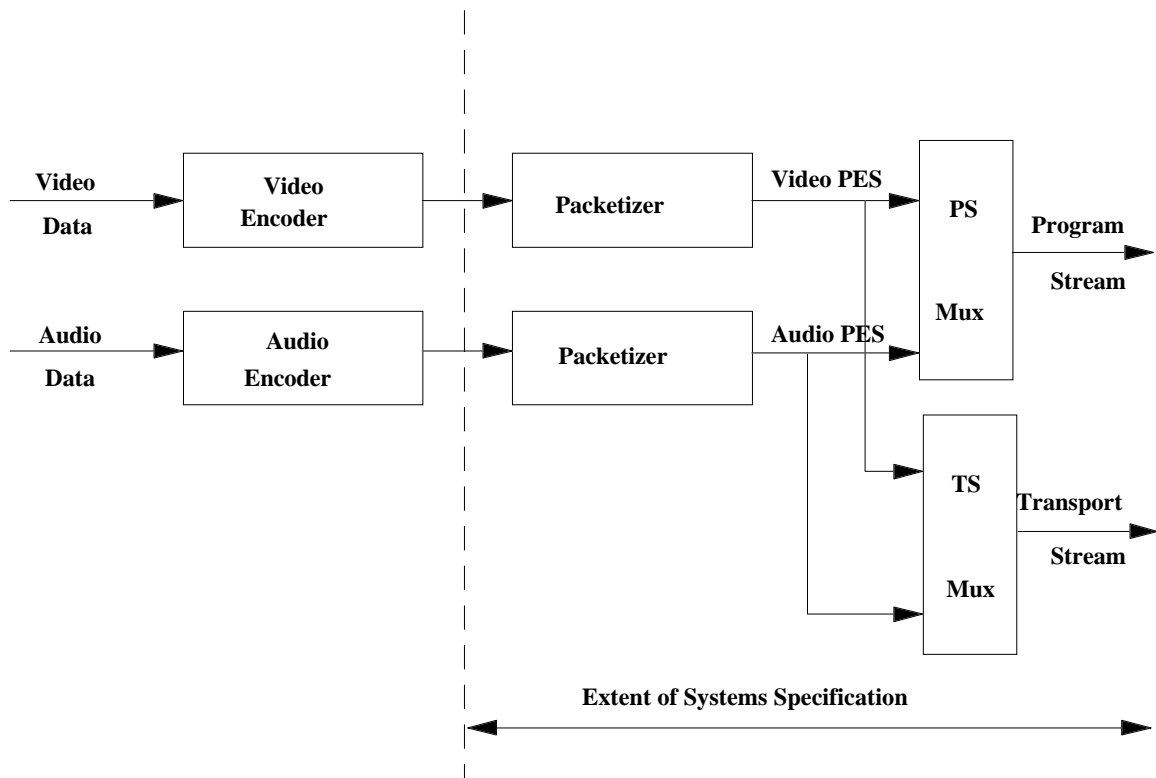 Video
Data
Video
Encoder
Packetizer
Video PES
PS
Mux
Program
Stream
Audio
Data
Audio
Encoder
Packetizer
Audio PES
TS
Mux
Transport
Stream
Extent of Systems Specification